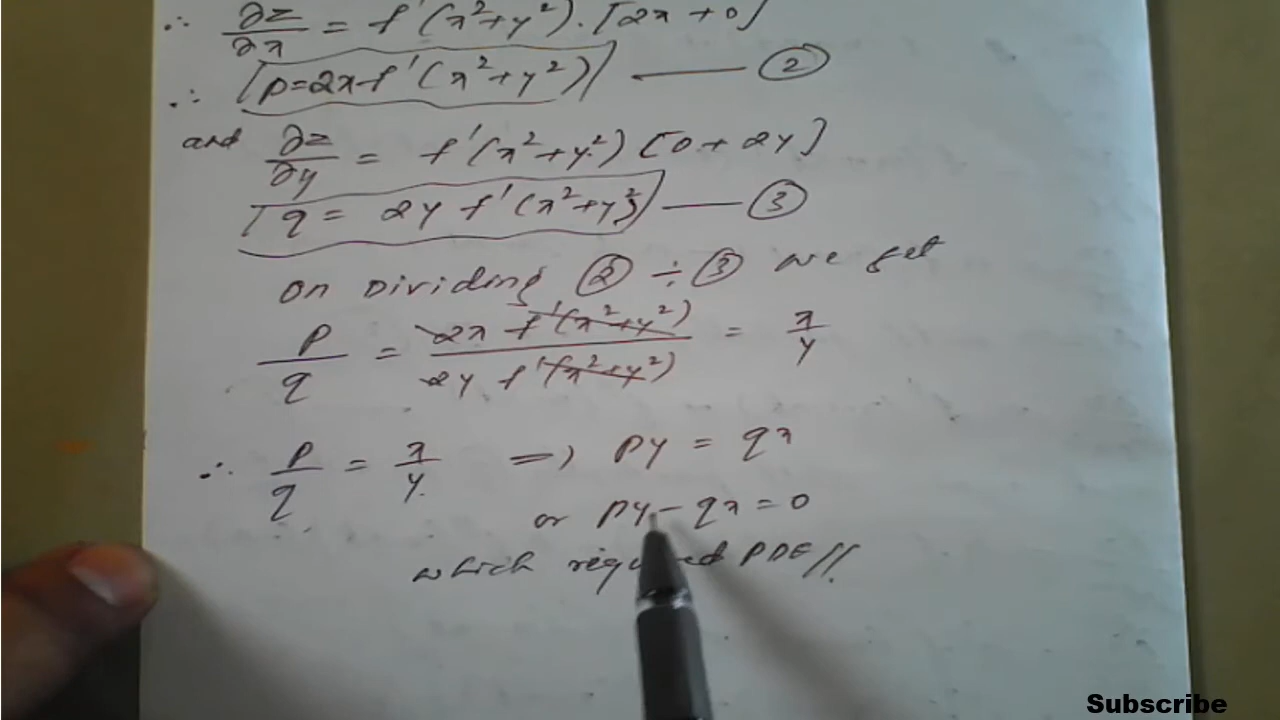 ∴ ∂z/∂x = f'(x²+y²).[2x+0]
∴ p=2x f'(x²+y²) —— ②
and ∂z/∂y = f'(x²+y²) [0+2y]
q = 2y f'(x²+y²) —— ③
on Dividing ② ÷ ③ we get
p/q = 2x f'(x²+y²)/2y f'(x²+y²) = x/y
∴ p/q = x/y ⇒ py = qx
or py - qx = 0
which required PDE//.
Subscribe